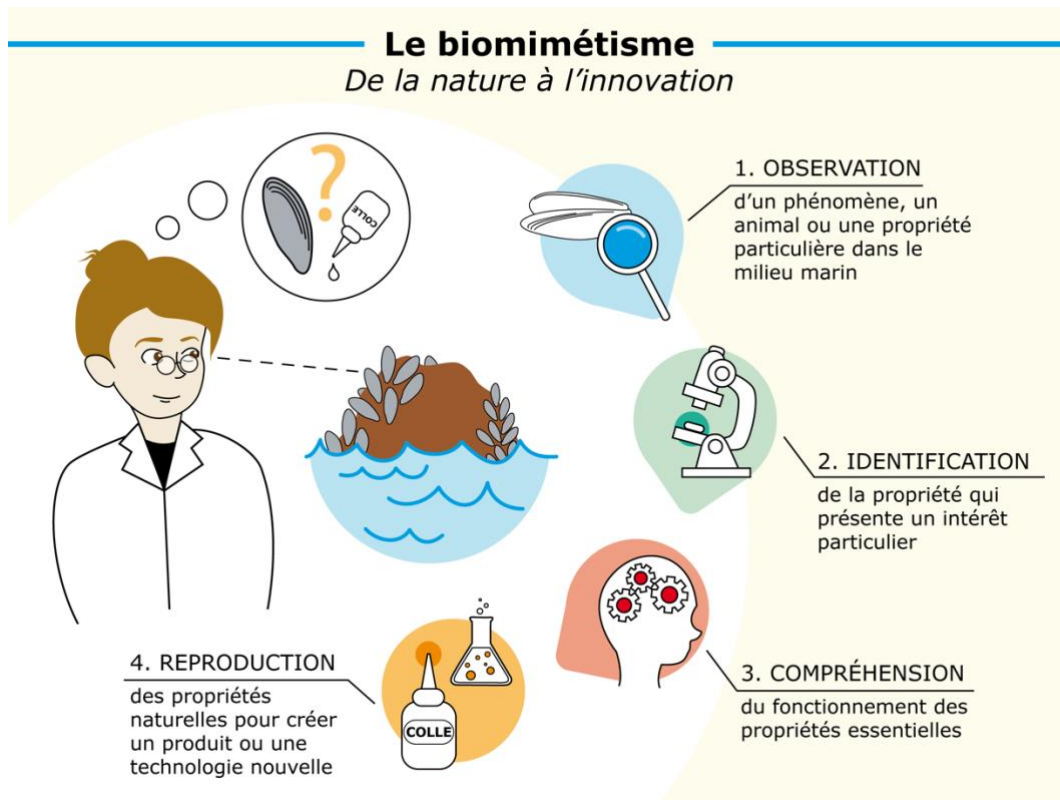 Le biomimétisme
De la nature à l'innovation
?
COLLE
1. OBSERVATION
d'un phénomène, un
animal ou une propriété
particulière dans le
milieu marin
2. IDENTIFICATION
de la propriété qui
présente un intérêt
particulier
3. COMPRÉHENSION
du fonctionnement des
propriétés essentielles
4. REPRODUCTION
des propriétés
naturelles pour créer
un produit ou une
technologie nouvelle
COLLE